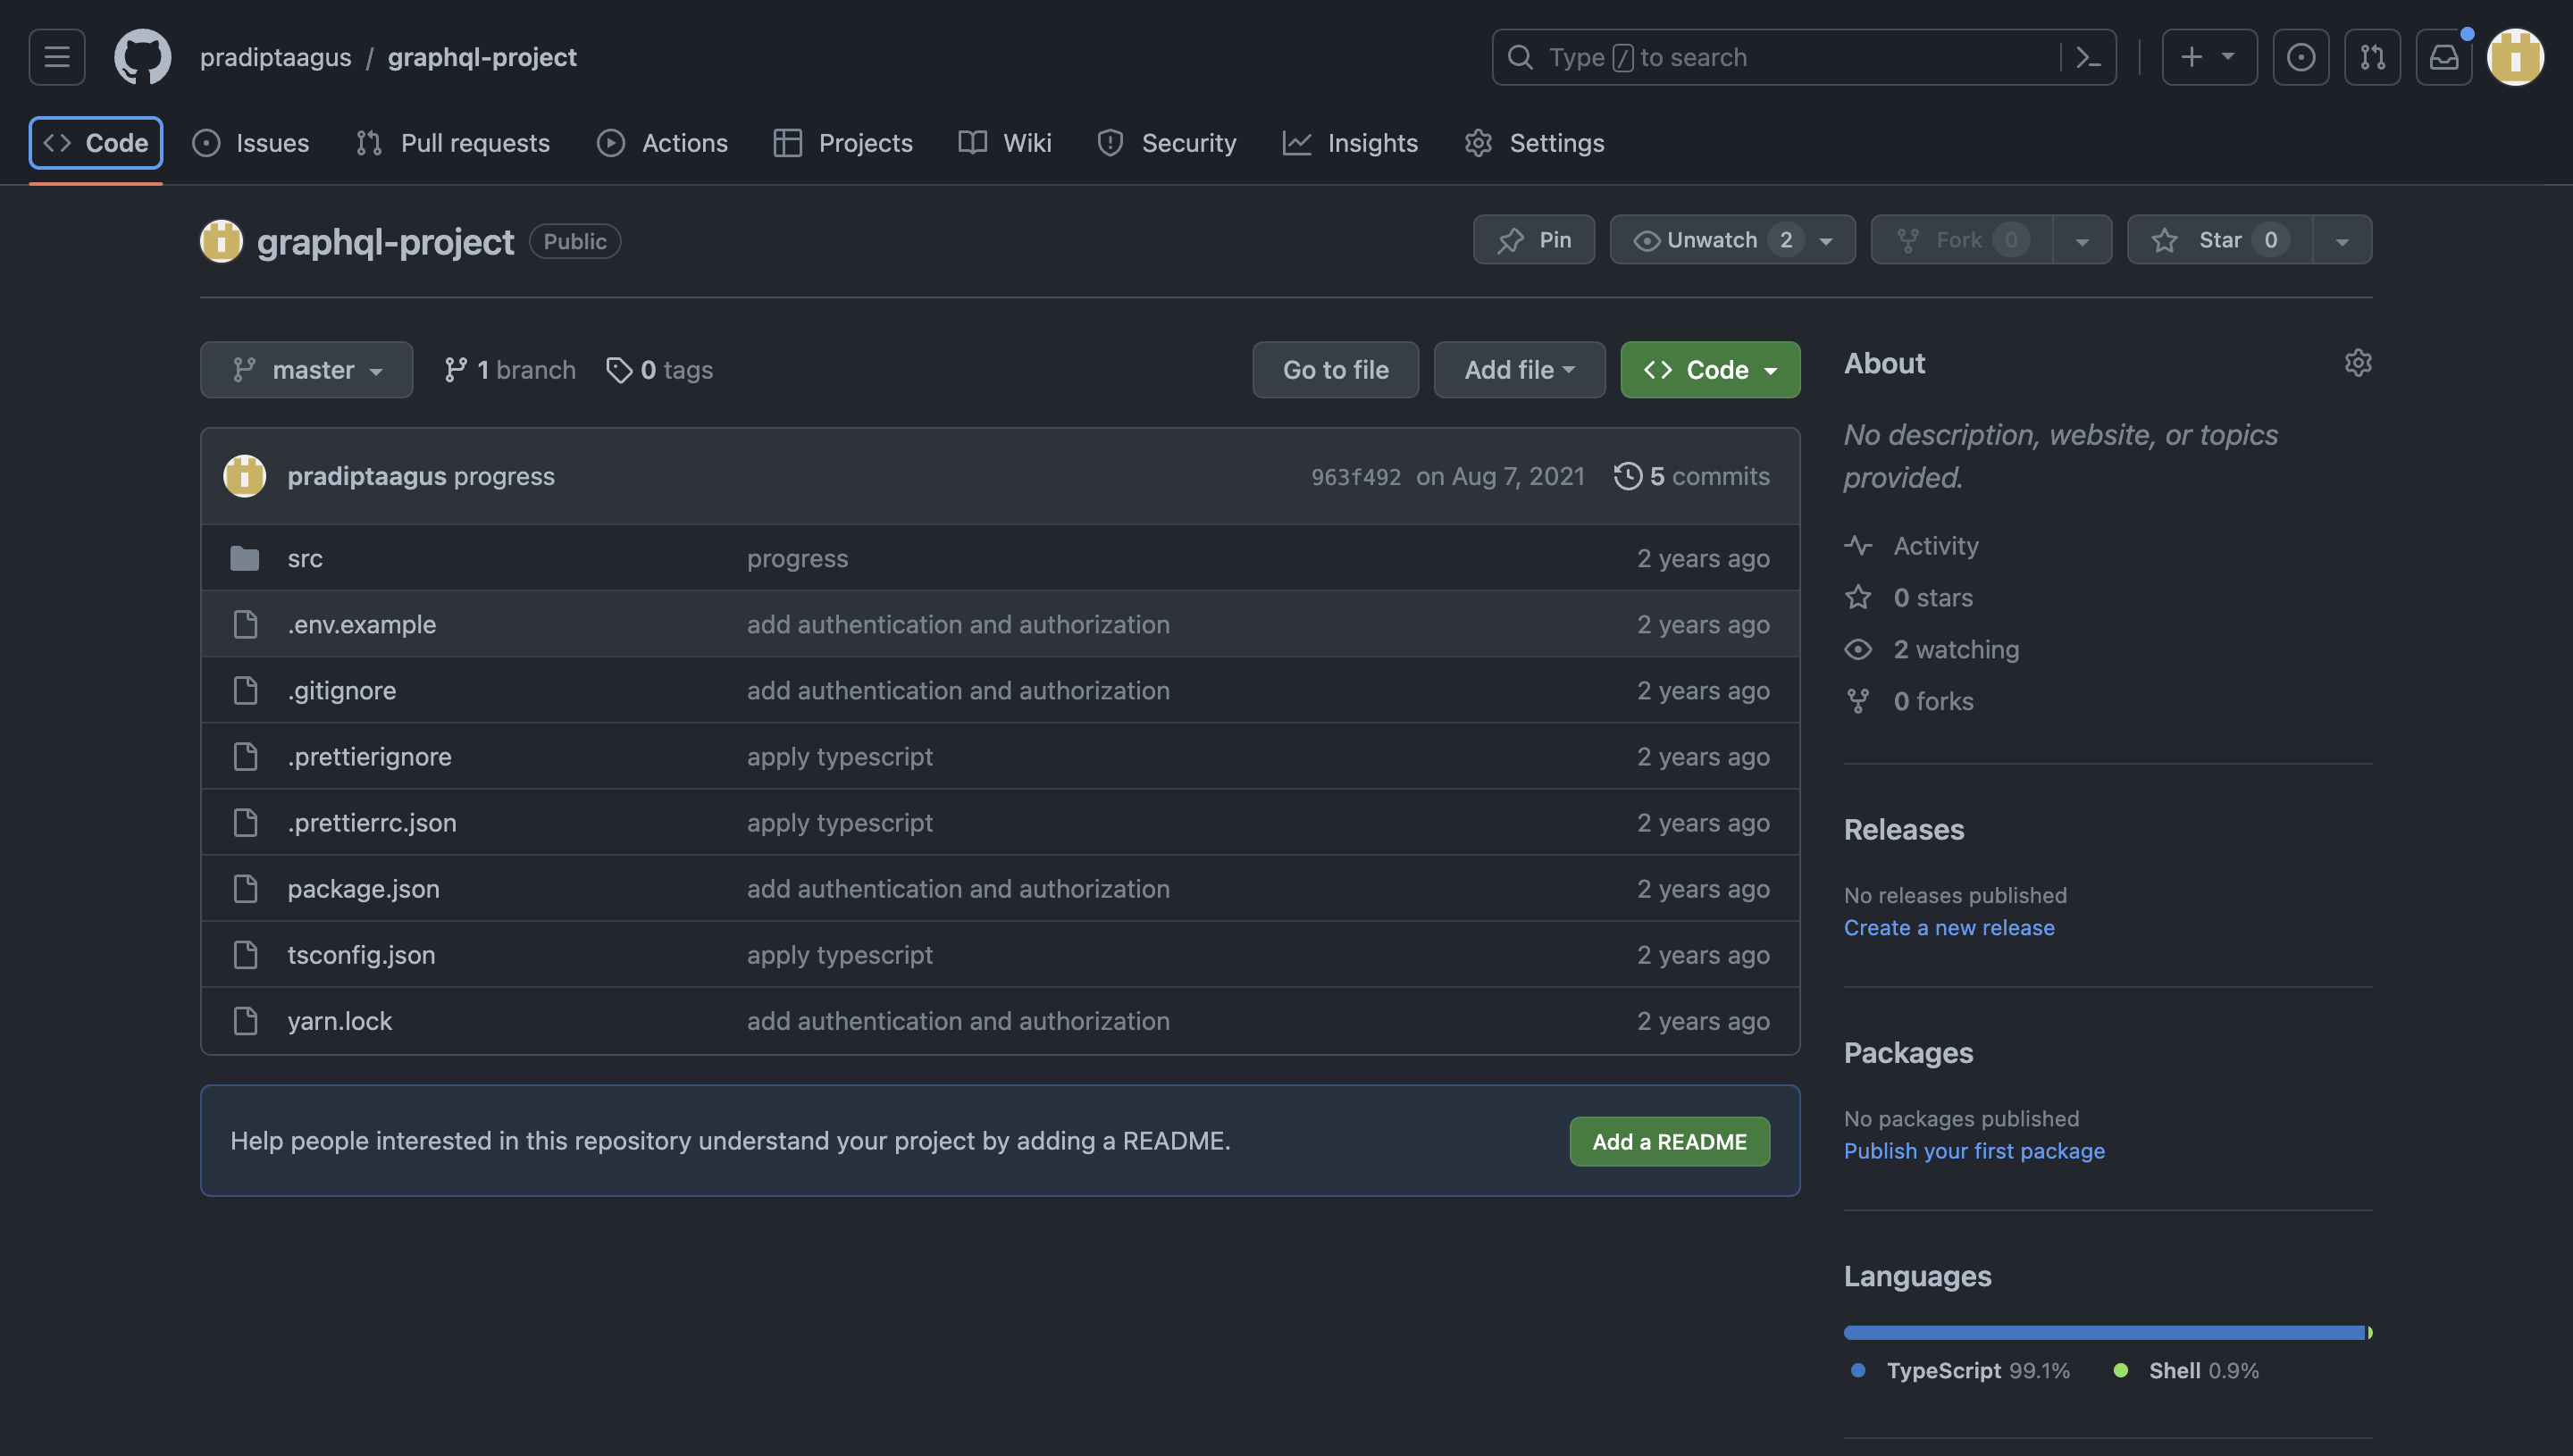 pradiptaagus / graphql-project
Type / to search
Code Issues Pull requests Actions Projects Wiki Security Insights Settings
graphql-project Public
Pin Unwatch 2 Fork 0 Star 0
master 1 branch 0 tags Go to file Add file Code
pradiptaagus progress 963f492 on Aug 7, 2021 5 commits
src progress 2 years ago
.env.example add authentication and authorization 2 years ago
.gitignore add authentication and authorization 2 years ago
.prettierignore apply typescript 2 years ago
.prettierrc.json apply typescript 2 years ago
package.json add authentication and authorization 2 years ago
tsconfig.json apply typescript 2 years ago
yarn.lock add authentication and authorization 2 years ago
Help people interested in this repository understand your project by adding a README. Add a README
About
No description, website, or topics
provided.
Activity
0 stars
2 watching
0 forks
Releases
No releases published
Create a new release
Packages
No packages published
Publish your first package
Languages
TypeScript 99.1% Shell 0.9%